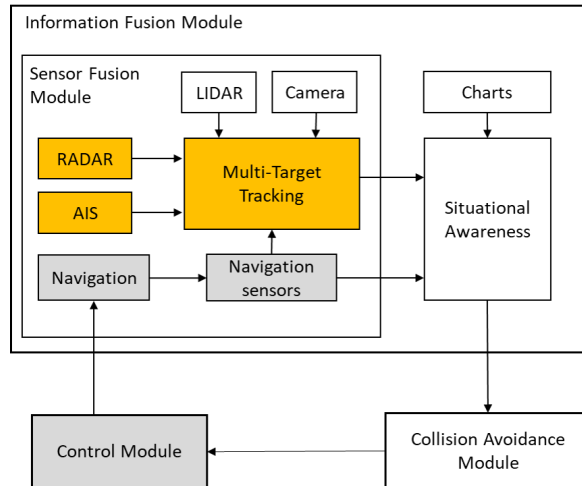 Information Fusion Module
Sensor Fusion
Module
LIDAR
Camera
Charts
RADAR
Multi-Target
Tracking
AIS
Situational
Awareness
Navigation
Navigation
sensors
Control Module
Collision Avoidance
Module